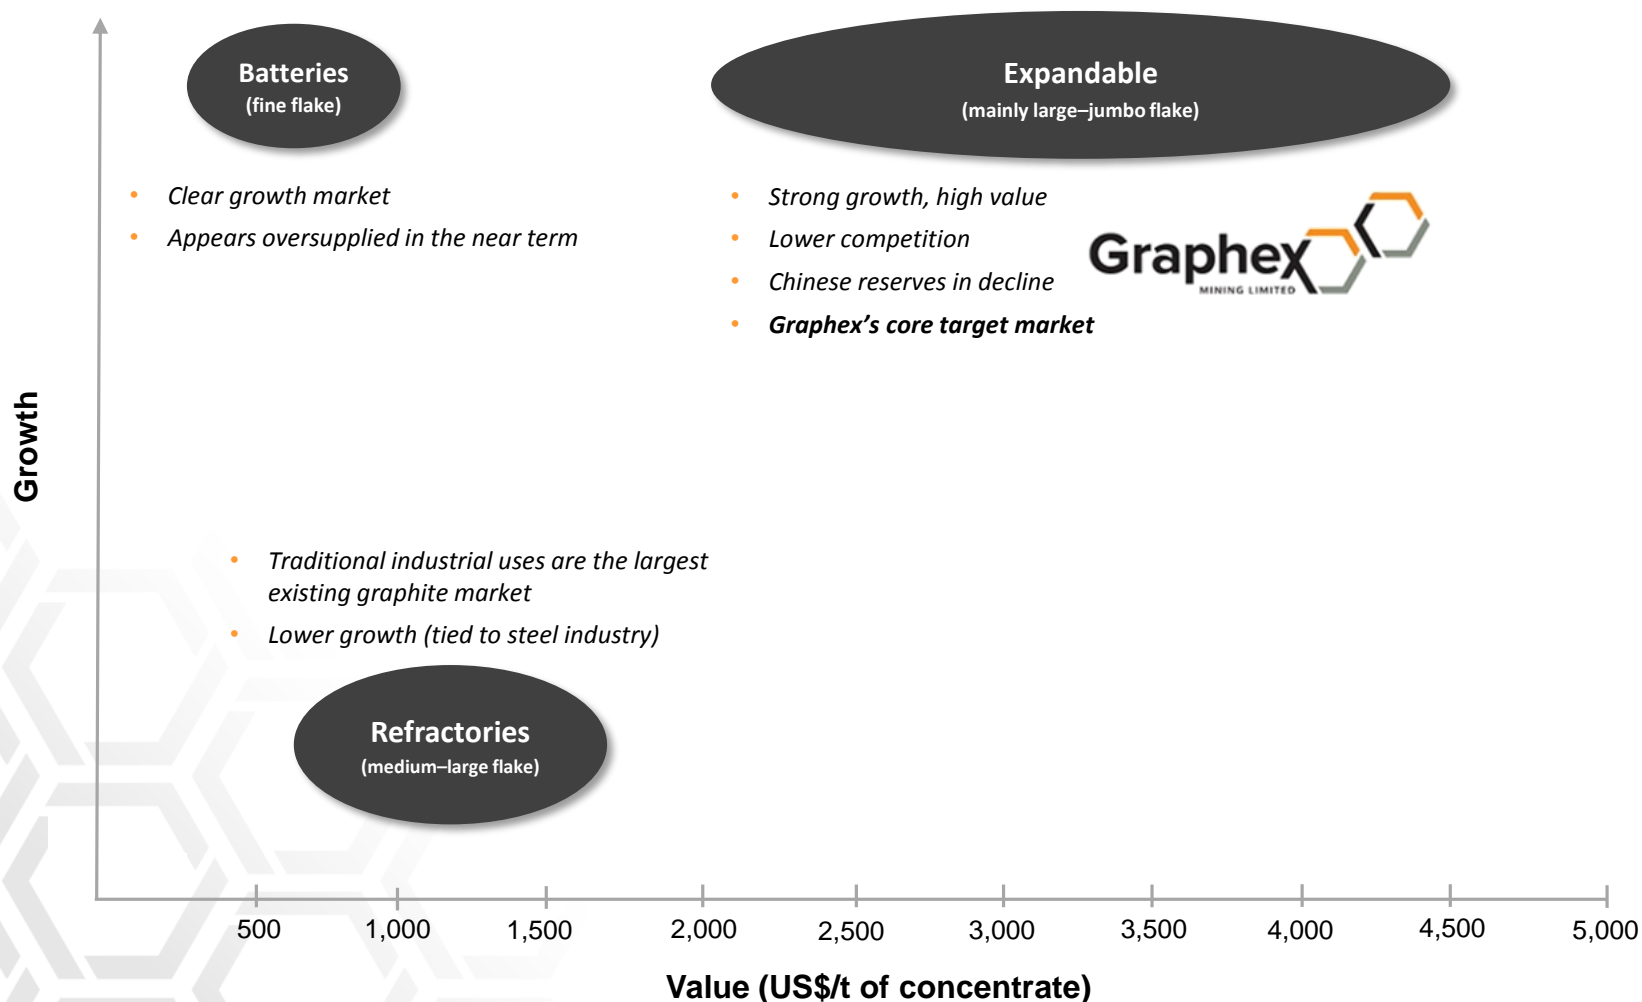 Batteries
(fine flake)
Expandable
(mainly large–jumbo flake)
• Clear growth market
• Appears oversupplied in the near term
• Strong growth, high value
• Lower competition
• Chinese reserves in decline
• Graphex’s core target market
Graphex
MINING LIMITED
Growth
• Traditional industrial uses are the largest
existing graphite market
• Lower growth (tied to steel industry)
Refractories
(medium–large flake)
500 1,000 1,500 2,000 2,500 3,000 3,500 4,000 4,500 5,000
Value (US$/t of concentrate)